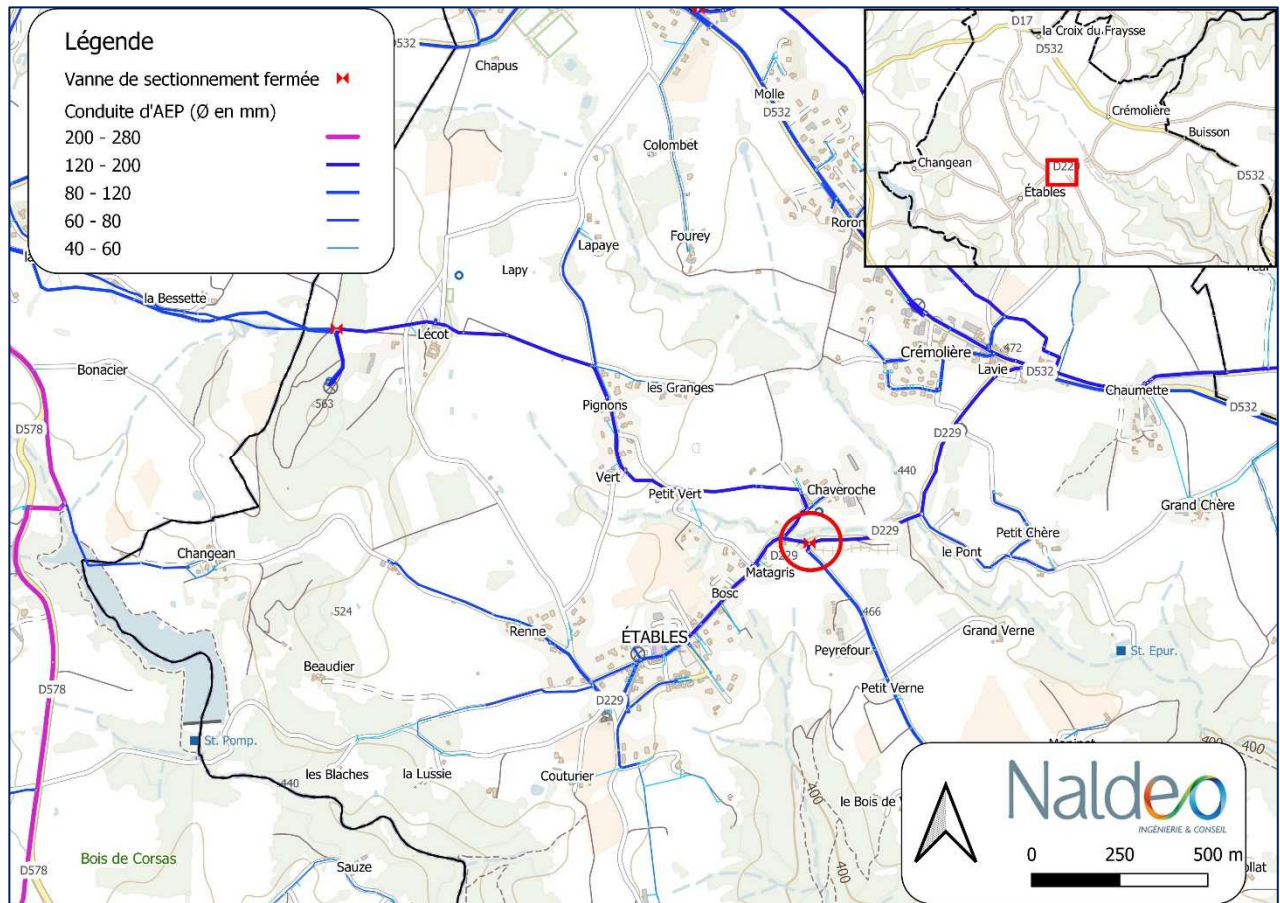 Légende
Vanne de sectionnement fermée
Conduite d'AEP (Ø en mm)
200 - 280
120 - 200
80 - 120
60 - 80
40 - 60
D532
Chapus
Molle
D532
Colombet
Roron
Lapaye
Fourey
Lapy
la Bessette
Lécot
Bonacier
563
les Granges
Pignons
Crémolière
472
Lavie
D532
Chaumette
D532
D578
D229
Vert
Petit Vert
Chaveroche
440
Grand Chère
D229
Petit Chère
le Pont
D229
Matagris
Changean
Bosc
466
524
Renne
ÉTABLES
Peyrefour
Grand Verne
St. Epur.
Beaudier
Petit Verne
D578
D229
St. Pomp.
les Blaches
la Lussie
Couturier
440
400
400
400
400
le Bois de
Bois de Corsas
D578
Sauze
D17
la Croix du Fraysse
D532
Crémolière
Buisson
Changean
D229
D532
Étables
Naldeo
INGÉNIERIE & CONSEIL
0 250 500 m